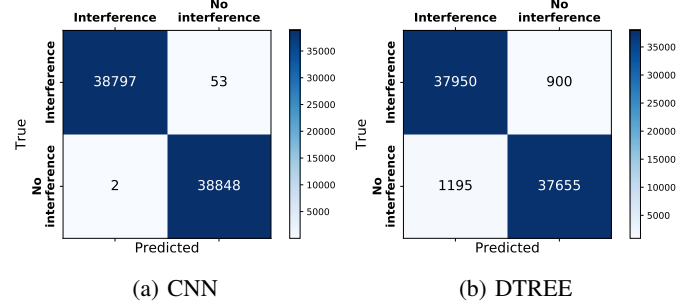 Interference
No
interference
Interference
No
interference
True
38797
53
2
38848
Predicted
35000
30000
25000
20000
15000
10000
5000
(a) CNN
Interference
No
interference
Interference
No
interference
True
37950
900
1195
37655
Predicted
35000
30000
25000
20000
15000
10000
5000
(b) DTREE